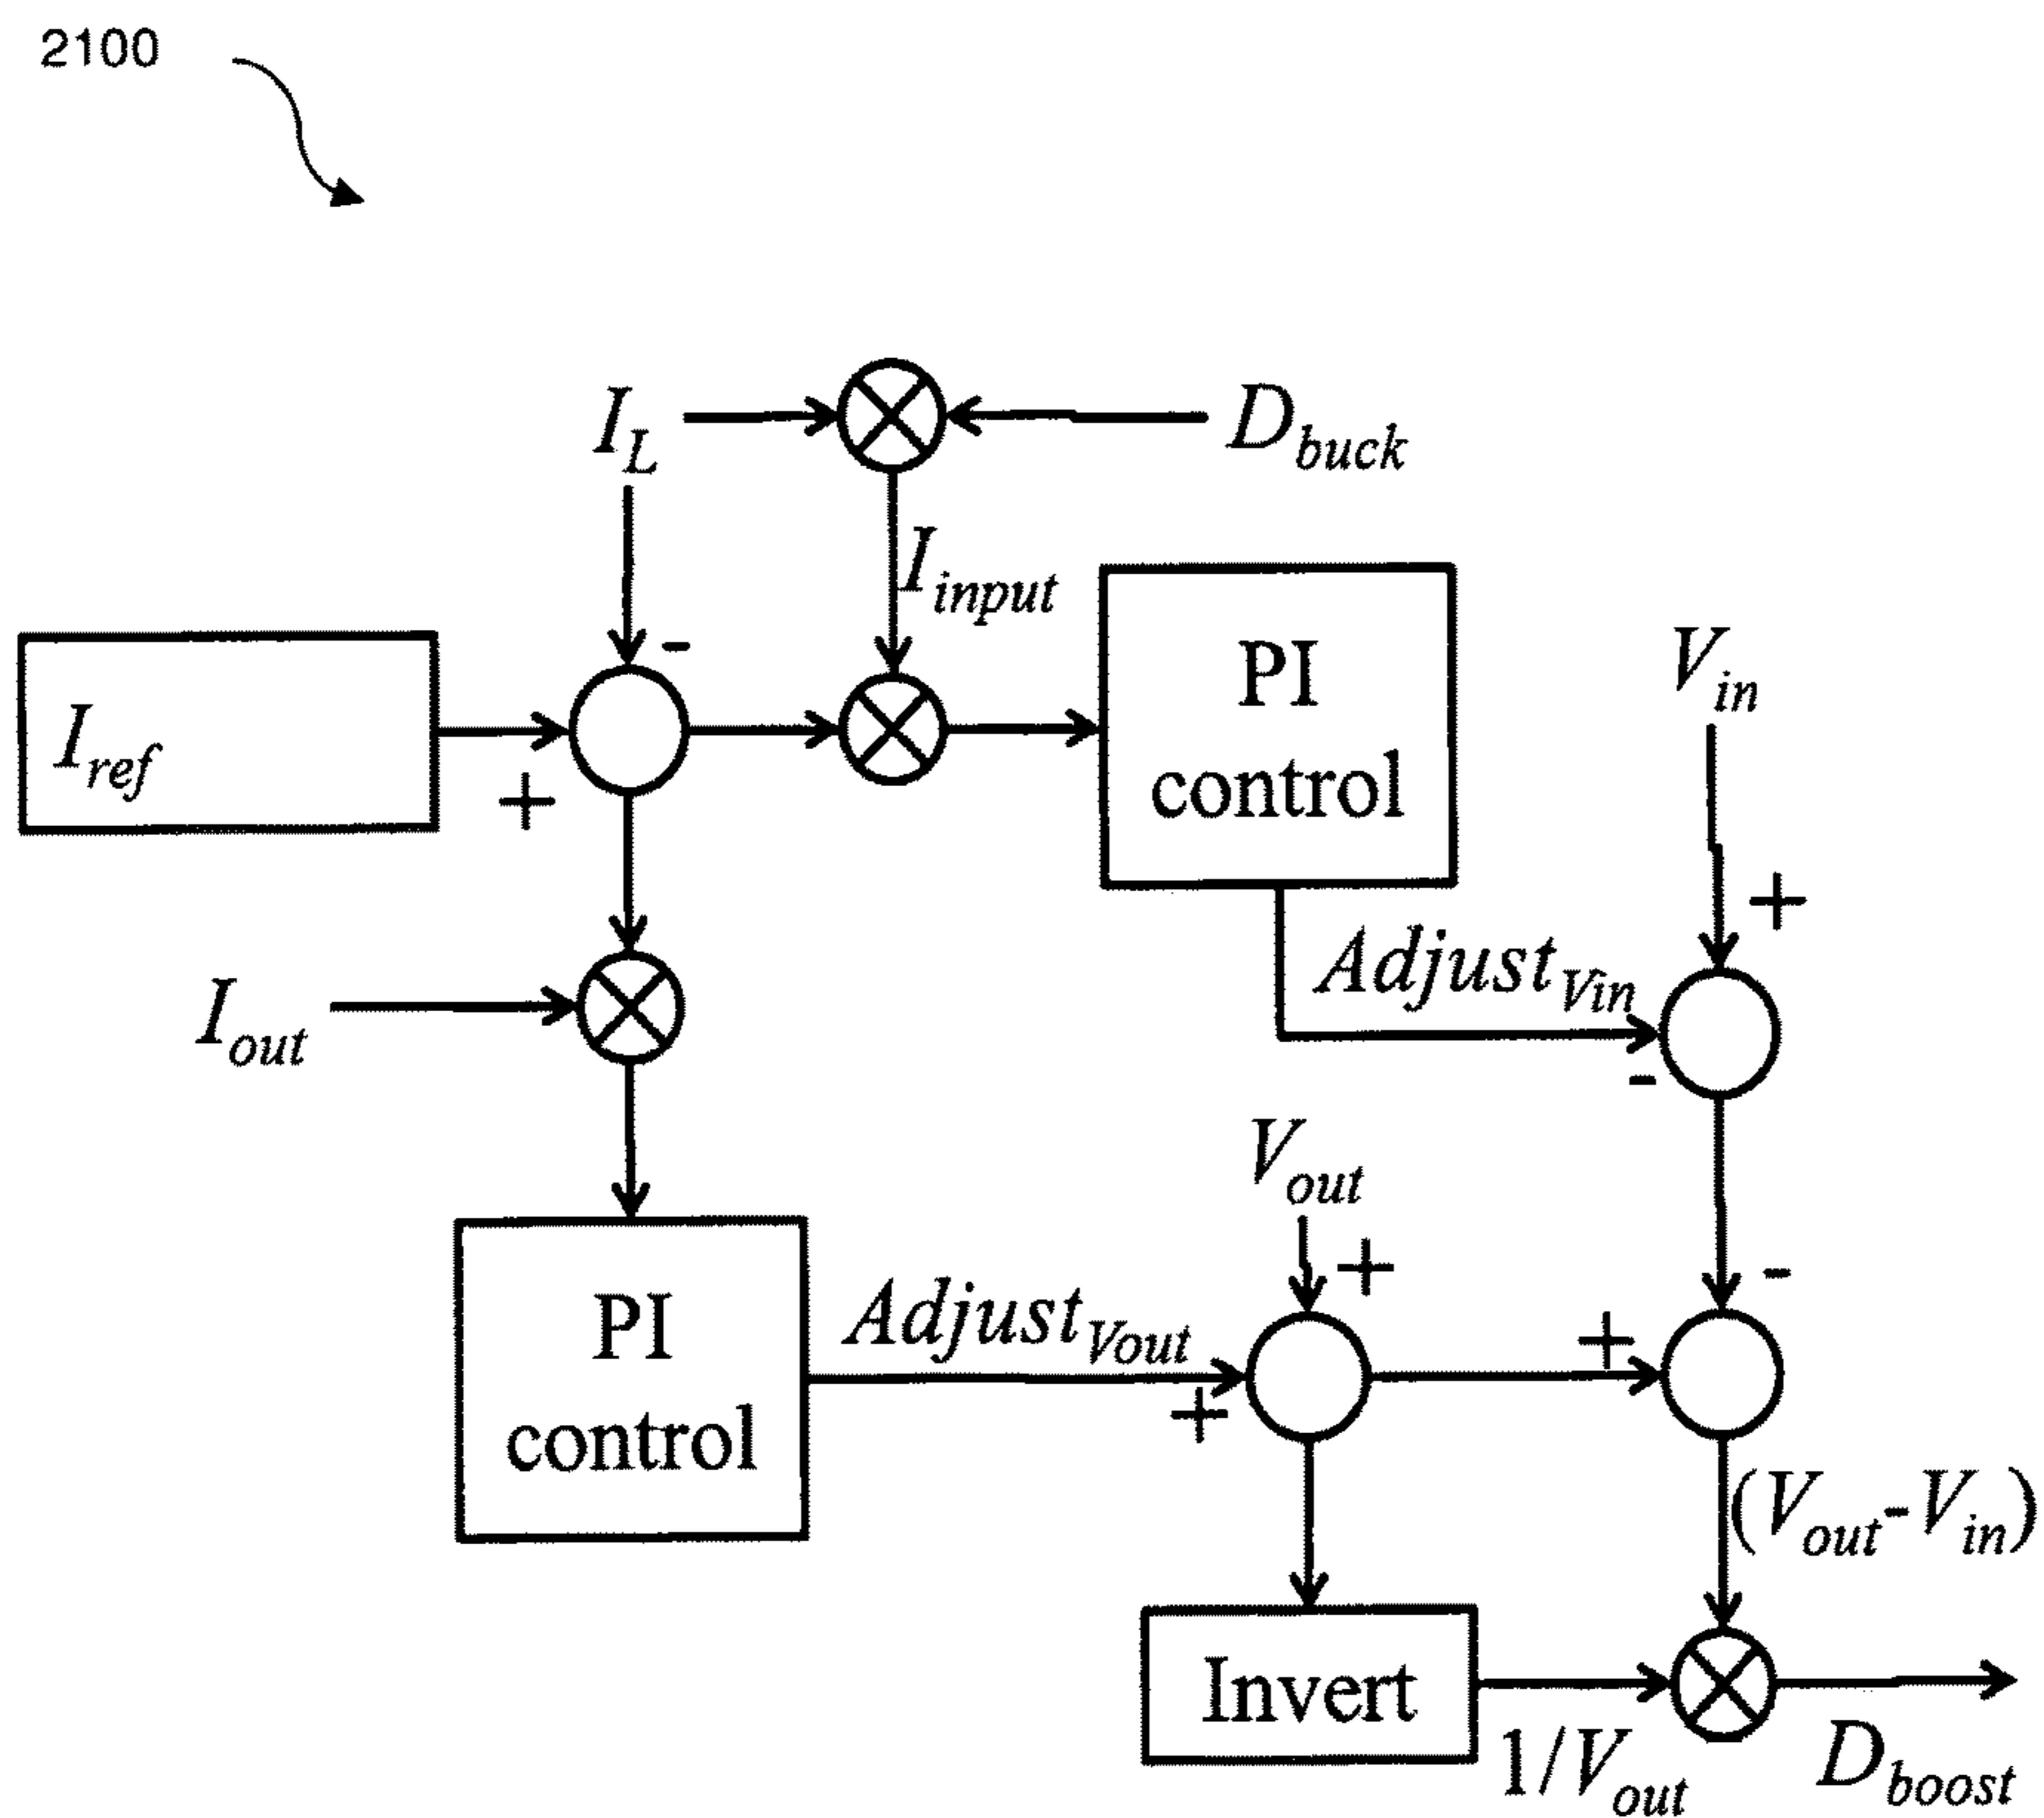 2100
I_L
D_buck
I_input
PI
control
V_in
-
I_ref
+
+
Adjust_Vin
I_out
-
V_out
+
-
PI
control
Adjust_Vout
+
+
(V_out-V_in)
Invert
1/V_out
D_boost